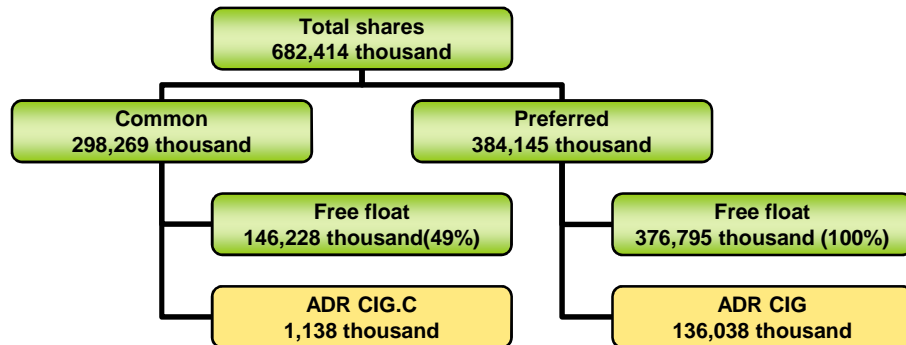 Total shares
682,414 thousand
Common
298,269 thousand
Preferred
384,145 thousand
Free float
146,228 thousand(49%)
Free float
376,795 thousand (100%)
ADR CIG.C
1,138 thousand
ADR CIG
136,038 thousand